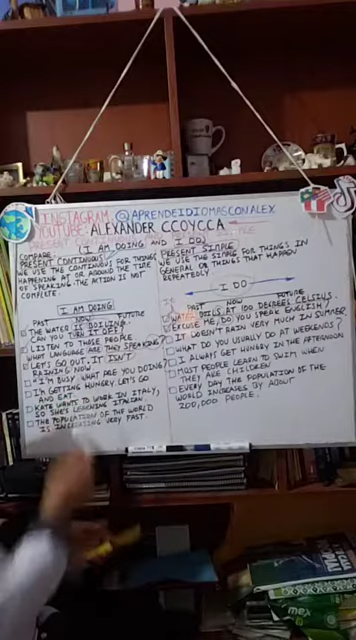 INSTAGRAM: @APRENDEIDIOMASCONALEX
YOUTUBE: ALEXANDER CCOYCCA
COMPARE (I AM DOING) AND (I DO)
PRESENT CONTINUOUS
WE USE THE CONTINUOUS FOR THINGS
AT OR AROUND THE TIME
OF SPEAKING. THE ACTION IS NOT
COMPLETE.
I AM DOING
PAST NOW FUTURE
THE WATER IS BOILING.
CAN YOU TURN IT OFF?
LISTEN TO THOSE PEOPLE
WHAT LANGUAGE ARE THEY SPEAKING?
LET'S GO OUT. IT ISN'T
RAINING NOW
"I'M BUSY." WHAT ARE YOU DOING?
I'M GETTING HUNGRY LET'S GO
AND EAT
KATE WANTS TO WORK IN ITALY,
SO SHE'S LEARNING ITALIAN.
THE POPULATION OF THE WORLD
IS INCREASING VERY FAST.
PRESENT SIMPLE
WE USE THE SIMPLE FOR THINGS IN
GENERAL OR THINGS THAT HAPPEN
REPEATEDLY
I DO
PAST NOW FUTURE
WATER BOILS AT 100 DEGREES CELSIUS.
EXCUSE ME, DO YOU SPEAK ENGLISH?
IT DOESN'T RAIN VERY MUCH IN SUMMER
WHAT DO YOU USUALLY DO AT WEEKENDS?
I ALWAYS GET HUNGRY IN THE AFTERNOON
MOST PEOPLE LEARN TO SWIM WHEN
THEY ARE CHILDREN
EVERY DAY THE POPULATION OF THE
WORLD INCREASES BY ABOUT
200,000 PEOPLE.